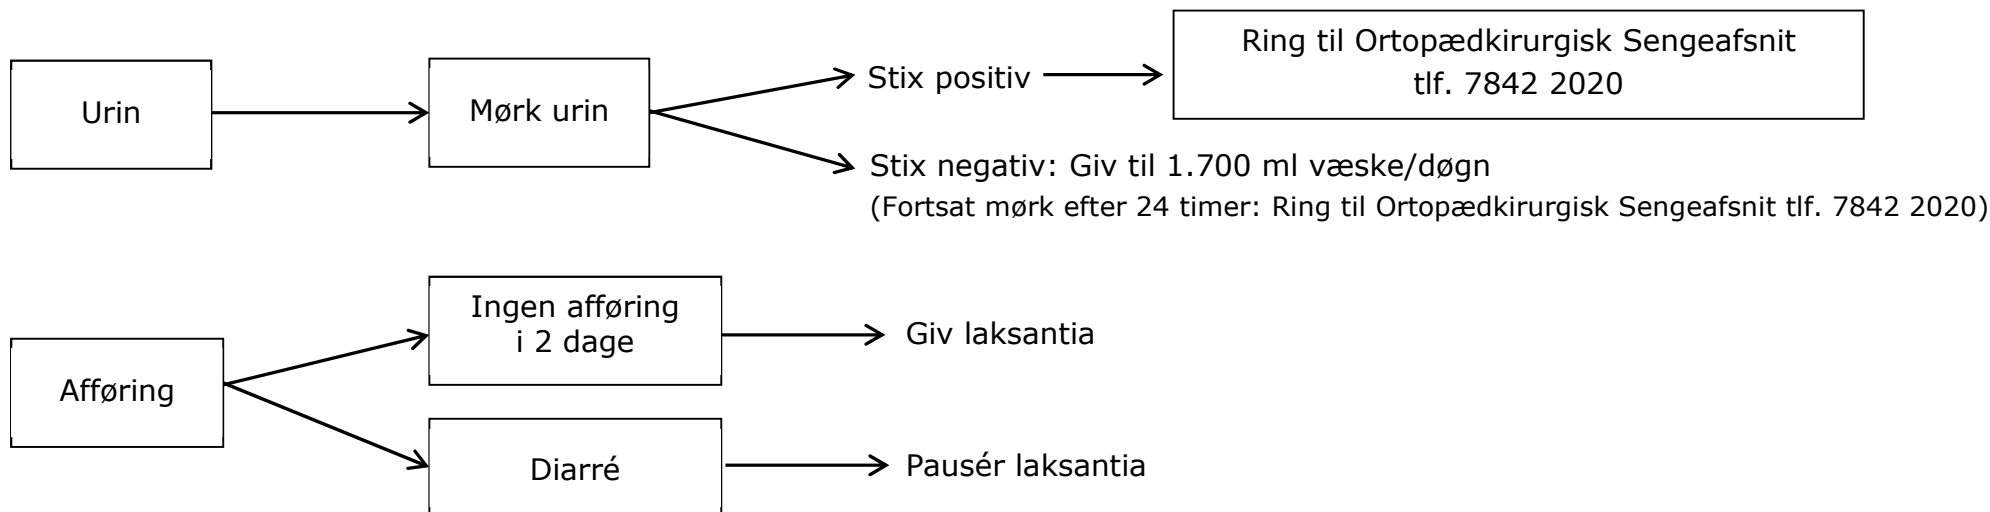 Ring til Ortopædkirurgisk Sengeafsnit
tlf. 7842 2020
Urin
Mørk urin
Stix positiv
Stix negativ: Giv til 1.700 ml væske/døgn
(Fortsat mørk efter 24 timer: Ring til Ortopædkirurgisk Sengeafsnit tlf. 7842 2020)
Afføring
Ingen afføring
i 2 dage
Giv laksantia
Diarré
Pausér laksantia